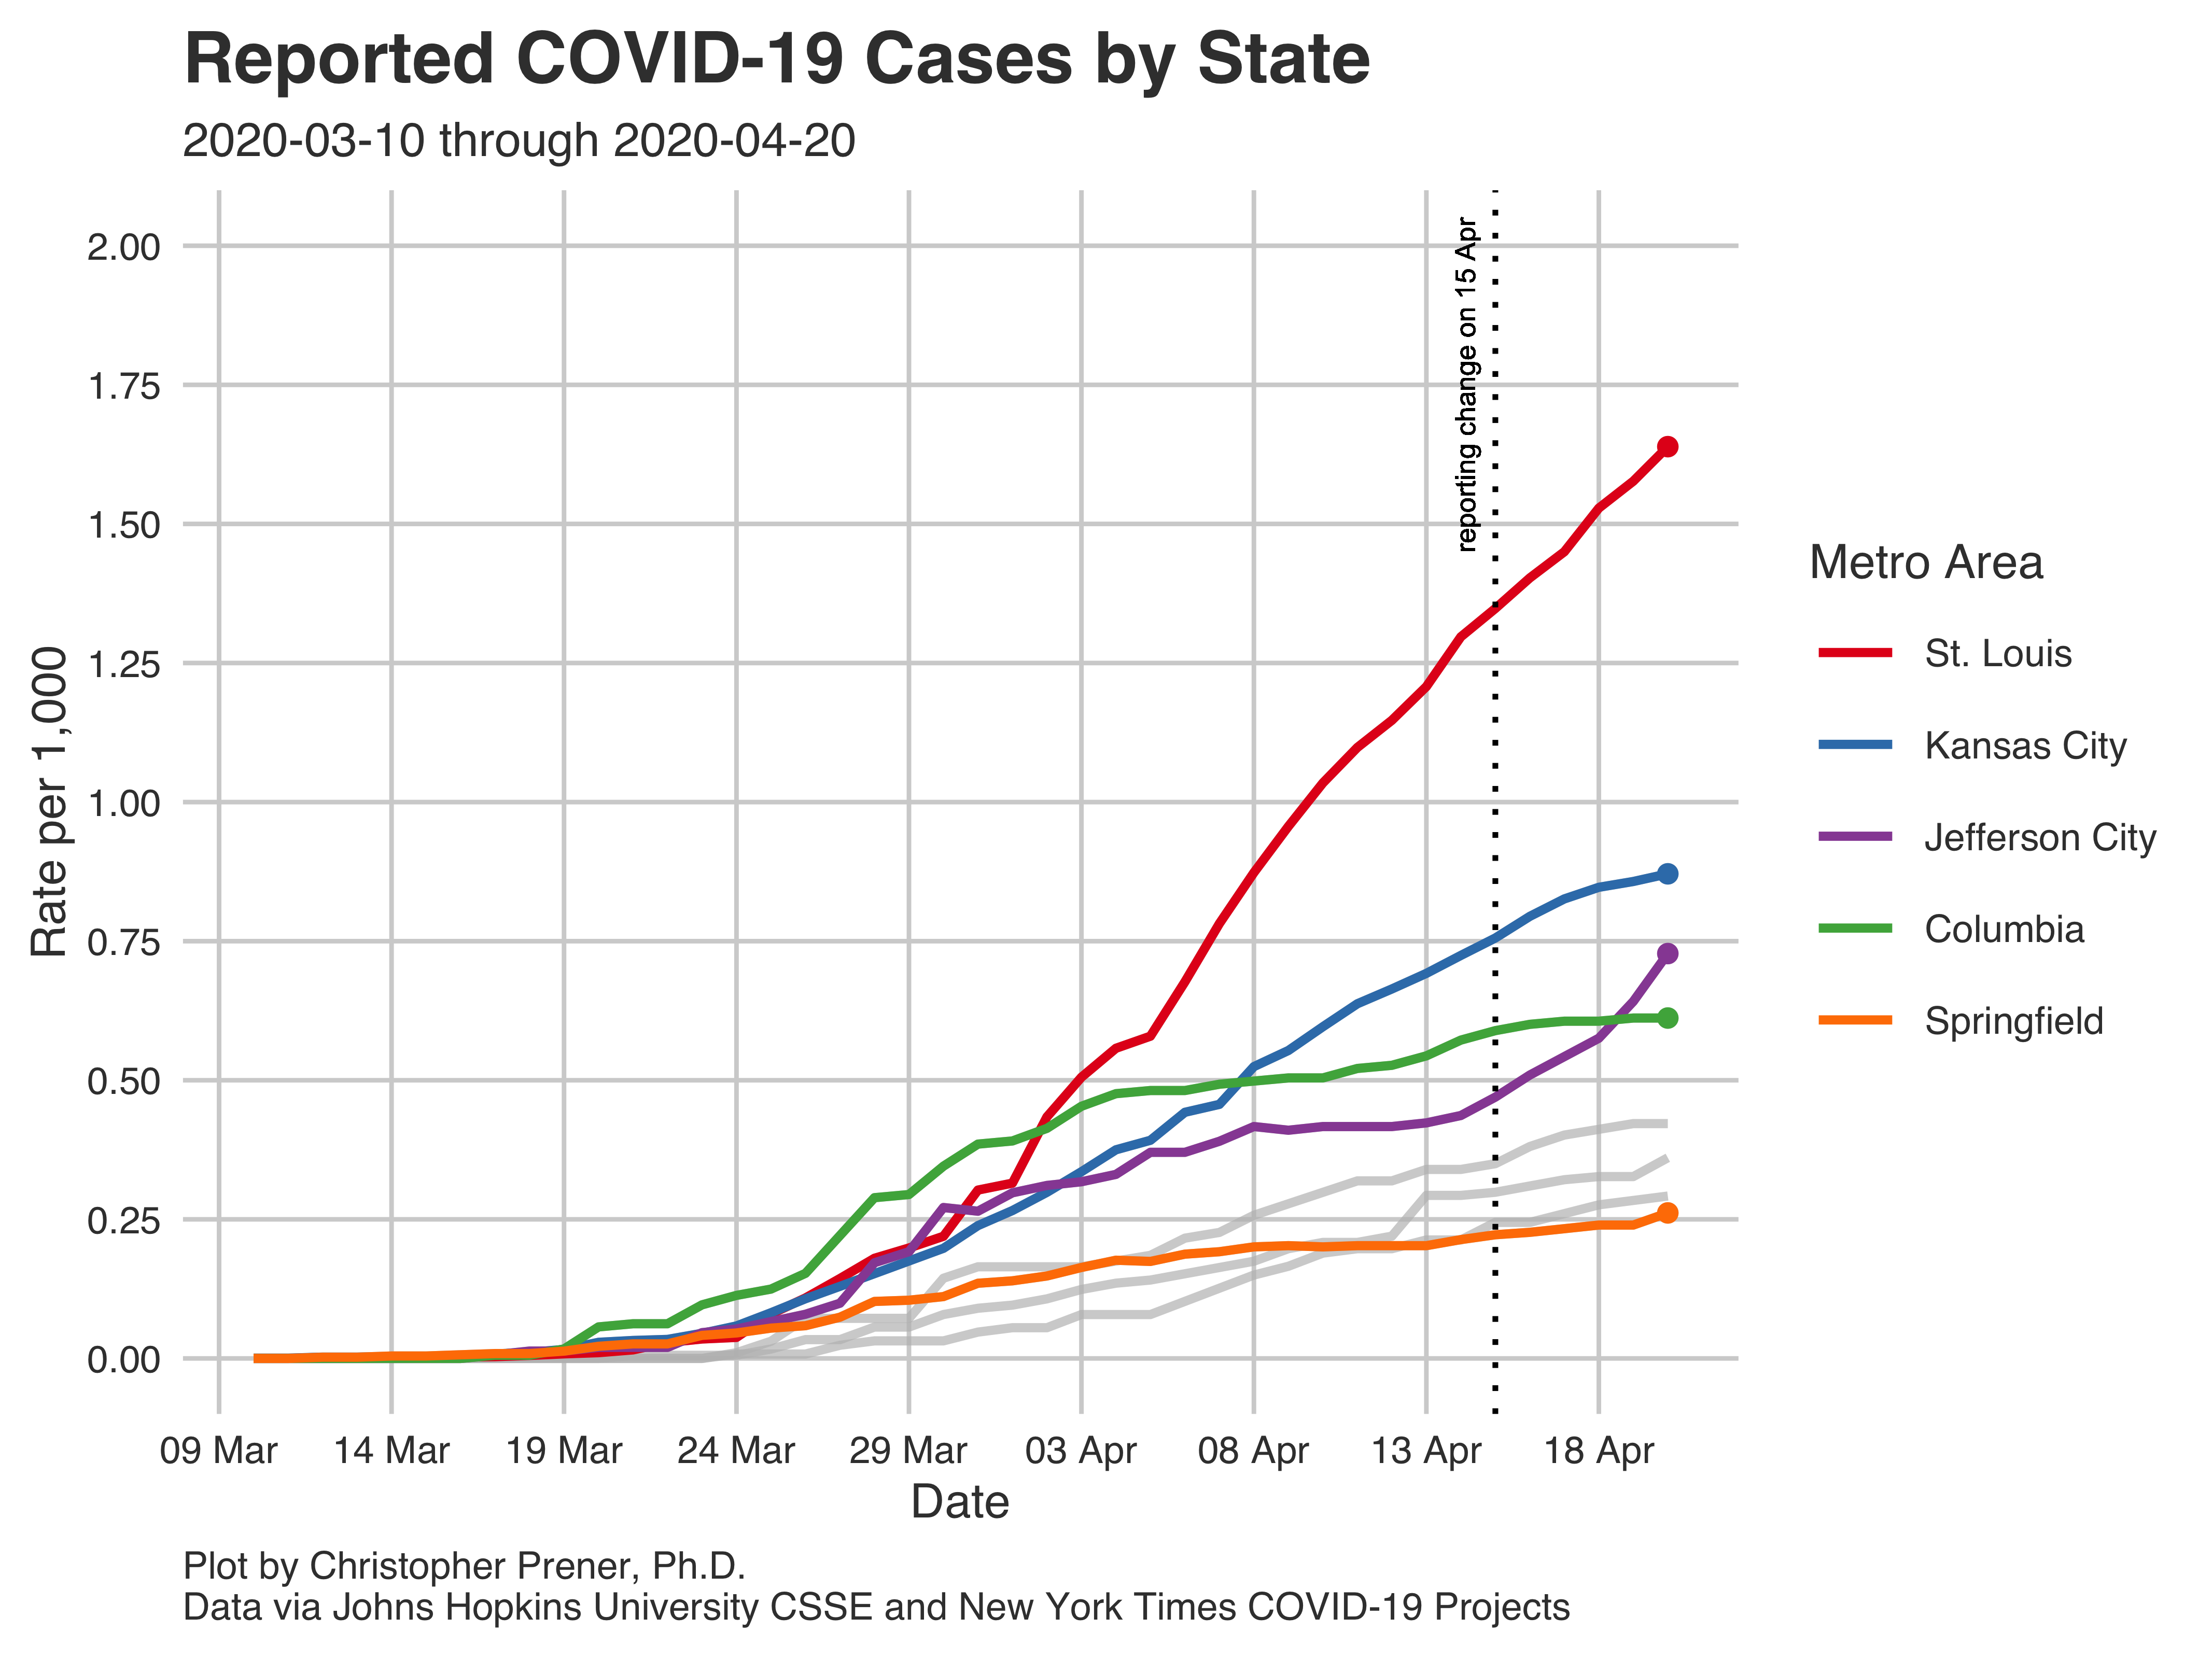 Reported COVID-19 Cases by State
2020-03-10 through 2020-04-20
2.00
1.75
1.50
1.25
1.00
0.75
0.50
0.25
0.00
Rate per 1,000
reporting change on 15 Apr
09 Mar 14 Mar 19 Mar 24 Mar 29 Mar 03 Apr 08 Apr 13 Apr 18 Apr
Date
Metro Area
St. Louis
Kansas City
Jefferson City
Columbia
Springfield
Plot by Christopher Prener, Ph.D.
Data via Johns Hopkins University CSSE and New York Times COVID-19 Projects